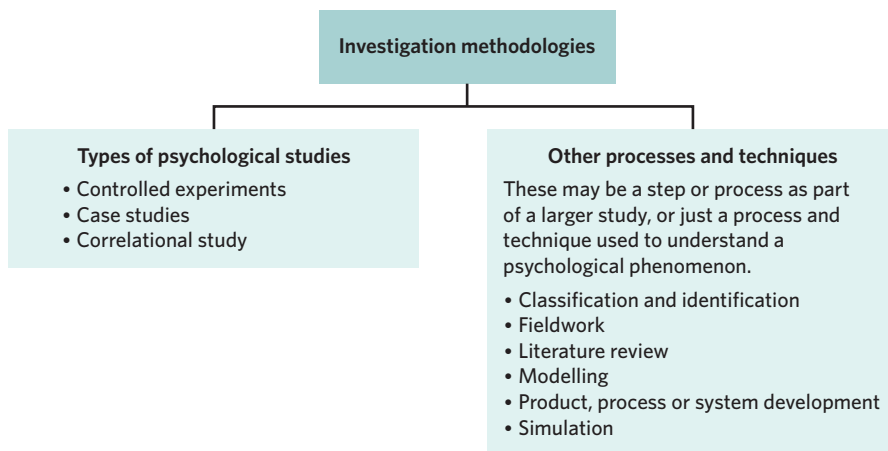 Investigation methodologies
Types of psychological studies
• Controlled experiments
• Case studies
• Correlational study
Other processes and techniques
These may be a step or process as part
of a larger study, or just a process and
technique used to understand a
psychological phenomenon.
• Classification and identification
• Fieldwork
• Literature review
• Modelling
• Product, process or system development
• Simulation